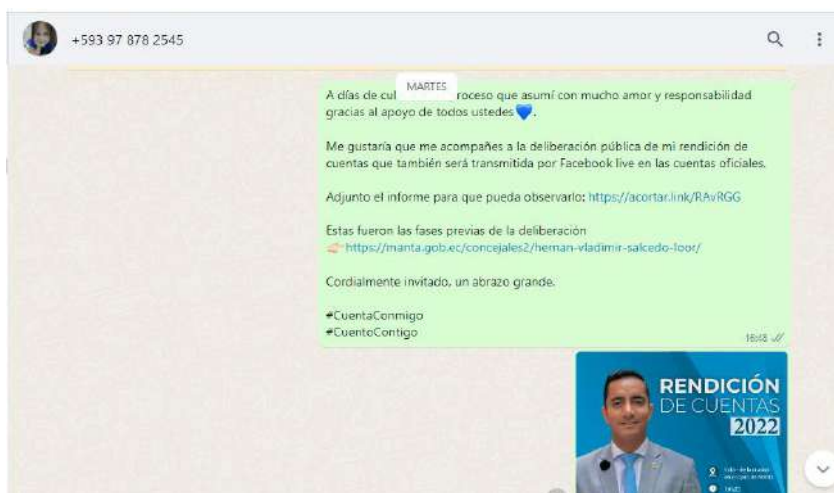 +593 97 878 2545
MARTES
A días de cul roceso que asumí con mucho amor y responsabilidad
gracias al apoyo de todos ustedes💙.
Me gustaría que me acompañes a la deliberación pública de mi rendición de
cuentas que también será transmitida por Facebook live en las cuentas oficiales.
Adjunto el informe para que pueda observarlo: https://acortar.link/RAvRGG
Estas fueron las fases previas de la deliberación
👉🏻https://manta.gob.ec/concejales2/hernan-vladimir-salcedo-loor/
Cordialmente invitado, un abrazo grande.
#CuentaConmigo
#CuentoContigo
16:48
RENDICIÓN
DE CUENTAS
2022